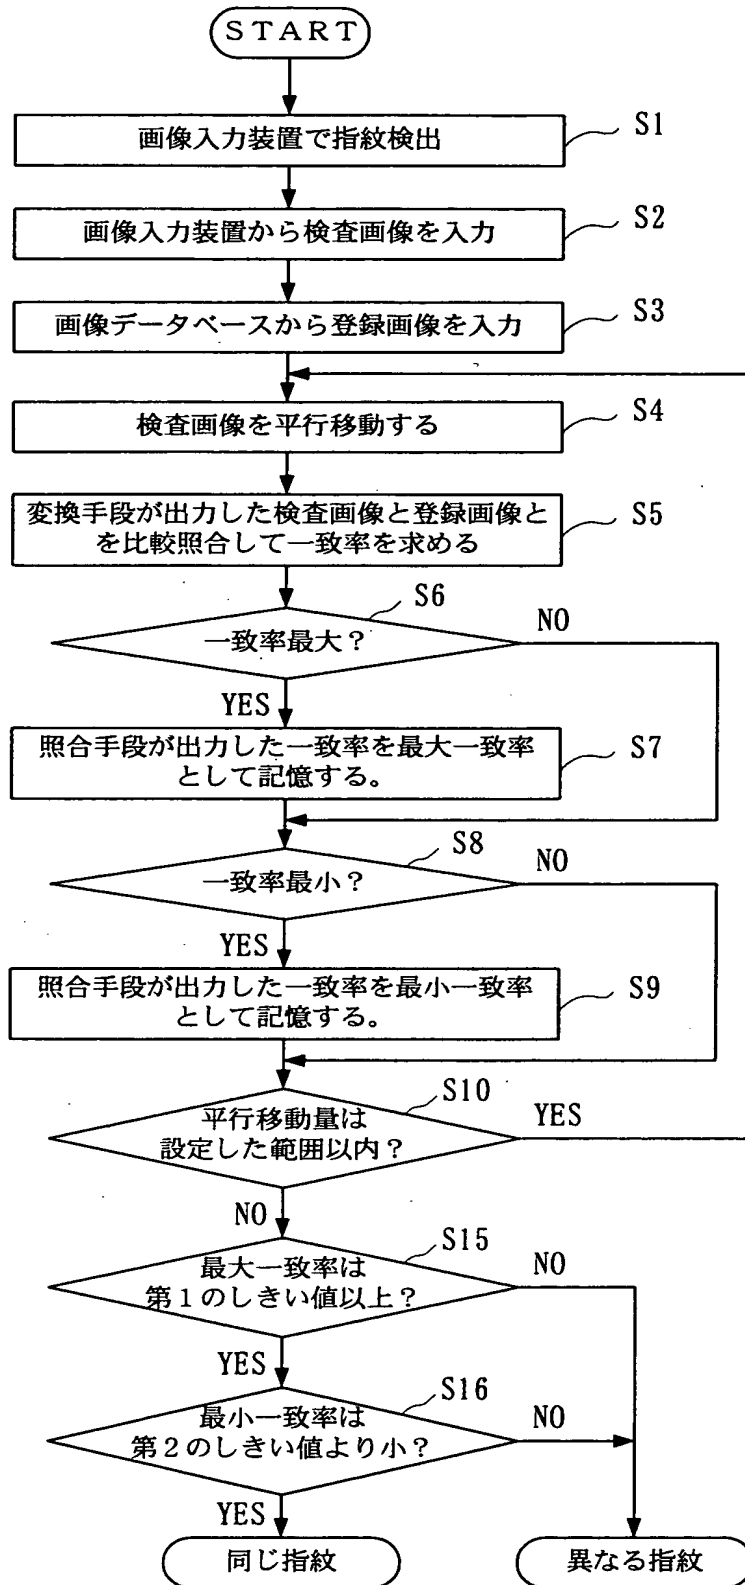 START
画像入力装置で指紋検出
S1
画像入力装置から検査画像を入力
S2
画像データベースから登録画像を入力
S3
検査画像を平行移動する
S4
変換手段が出力した検査画像と登録画像と
を比較照合して一致率を求める
S5
S6
一致率最大?
NO
YES
照合手段が出力した一致率を最大一致率
として記憶する。
S7
S8
一致率最小?
NO
YES
照合手段が出力した一致率を最小一致率
として記憶する。
S9
S10
平行移動量は
設定した範囲以内?
YES
NO
S15
最大一致率は
第1のしきい値以上?
NO
YES
S16
最小一致率は
第2のしきい値より小?
NO
YES
同じ指紋
異なる指紋